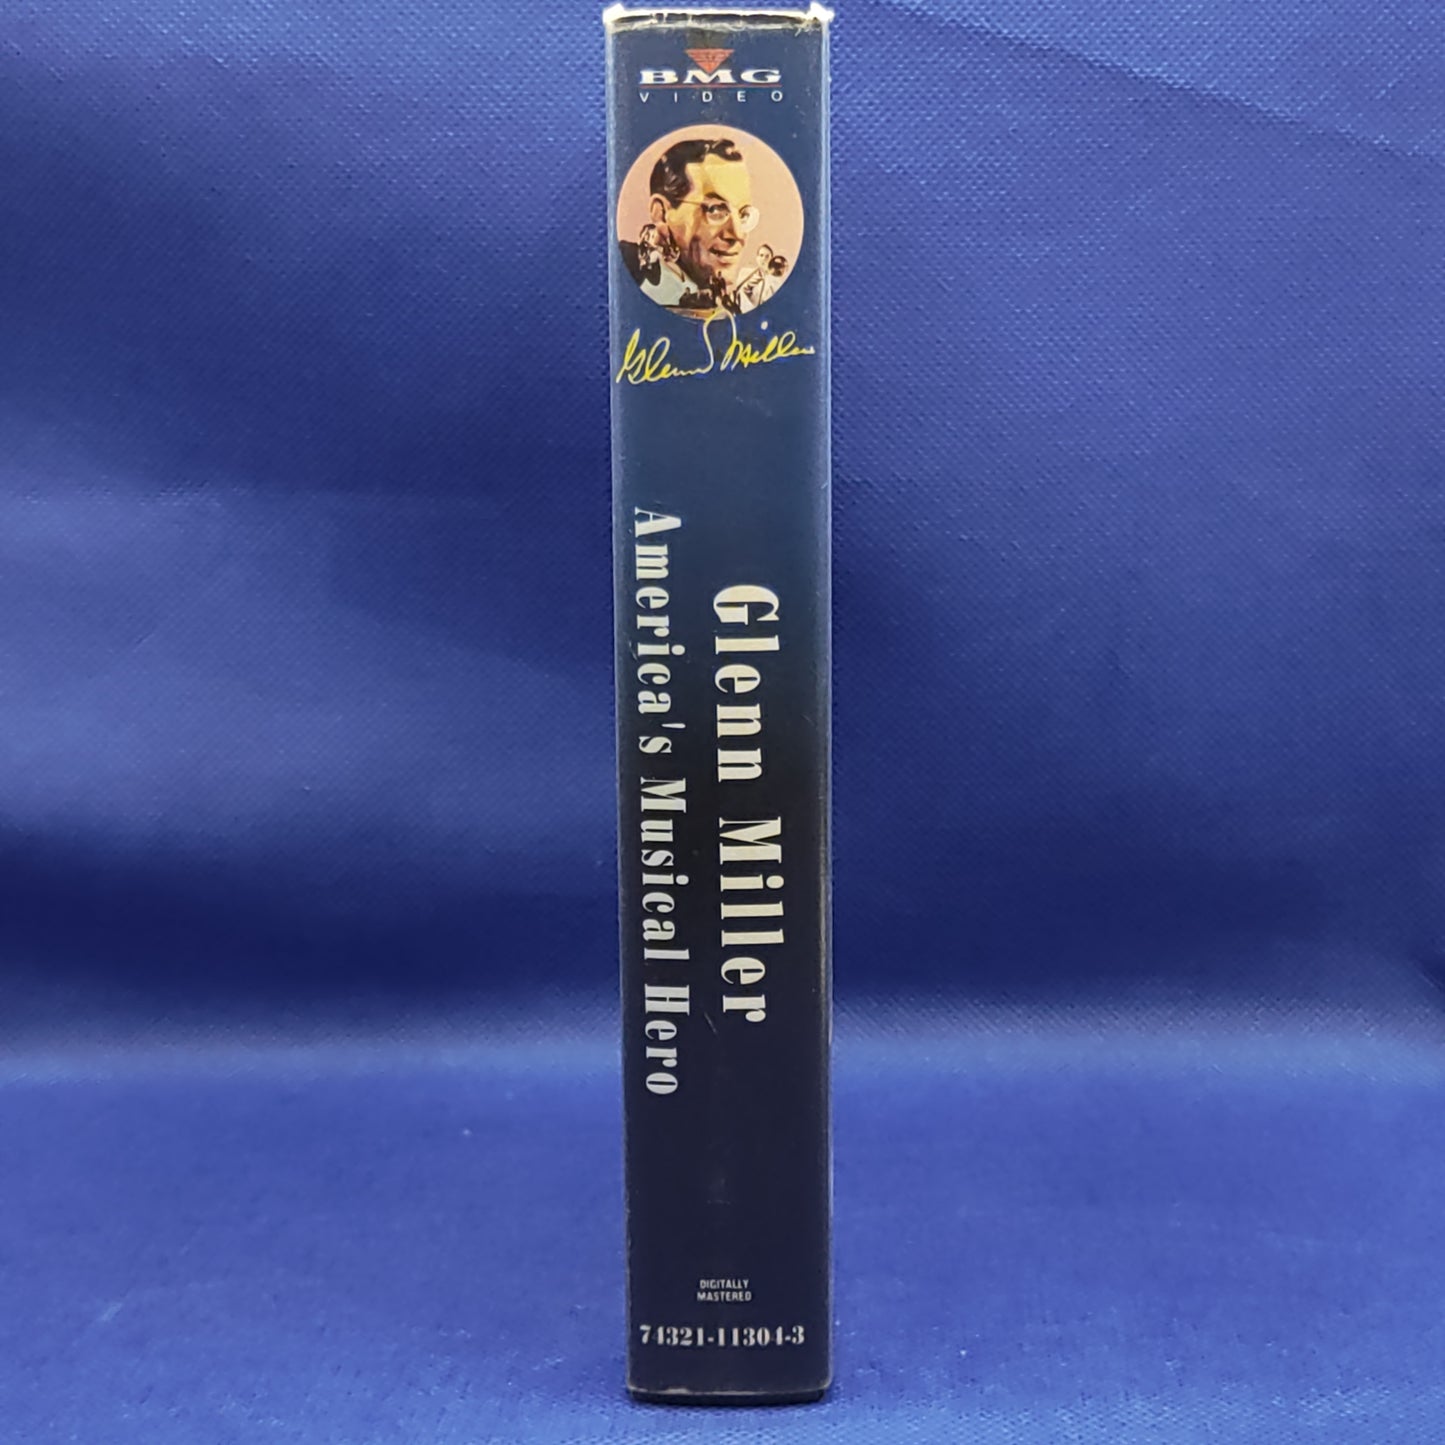 BMG
VIDEO
Glenn Miller
Glenn Miller
America's Musical Hero
DIGITALLY
MASTERED
74321-11304-3